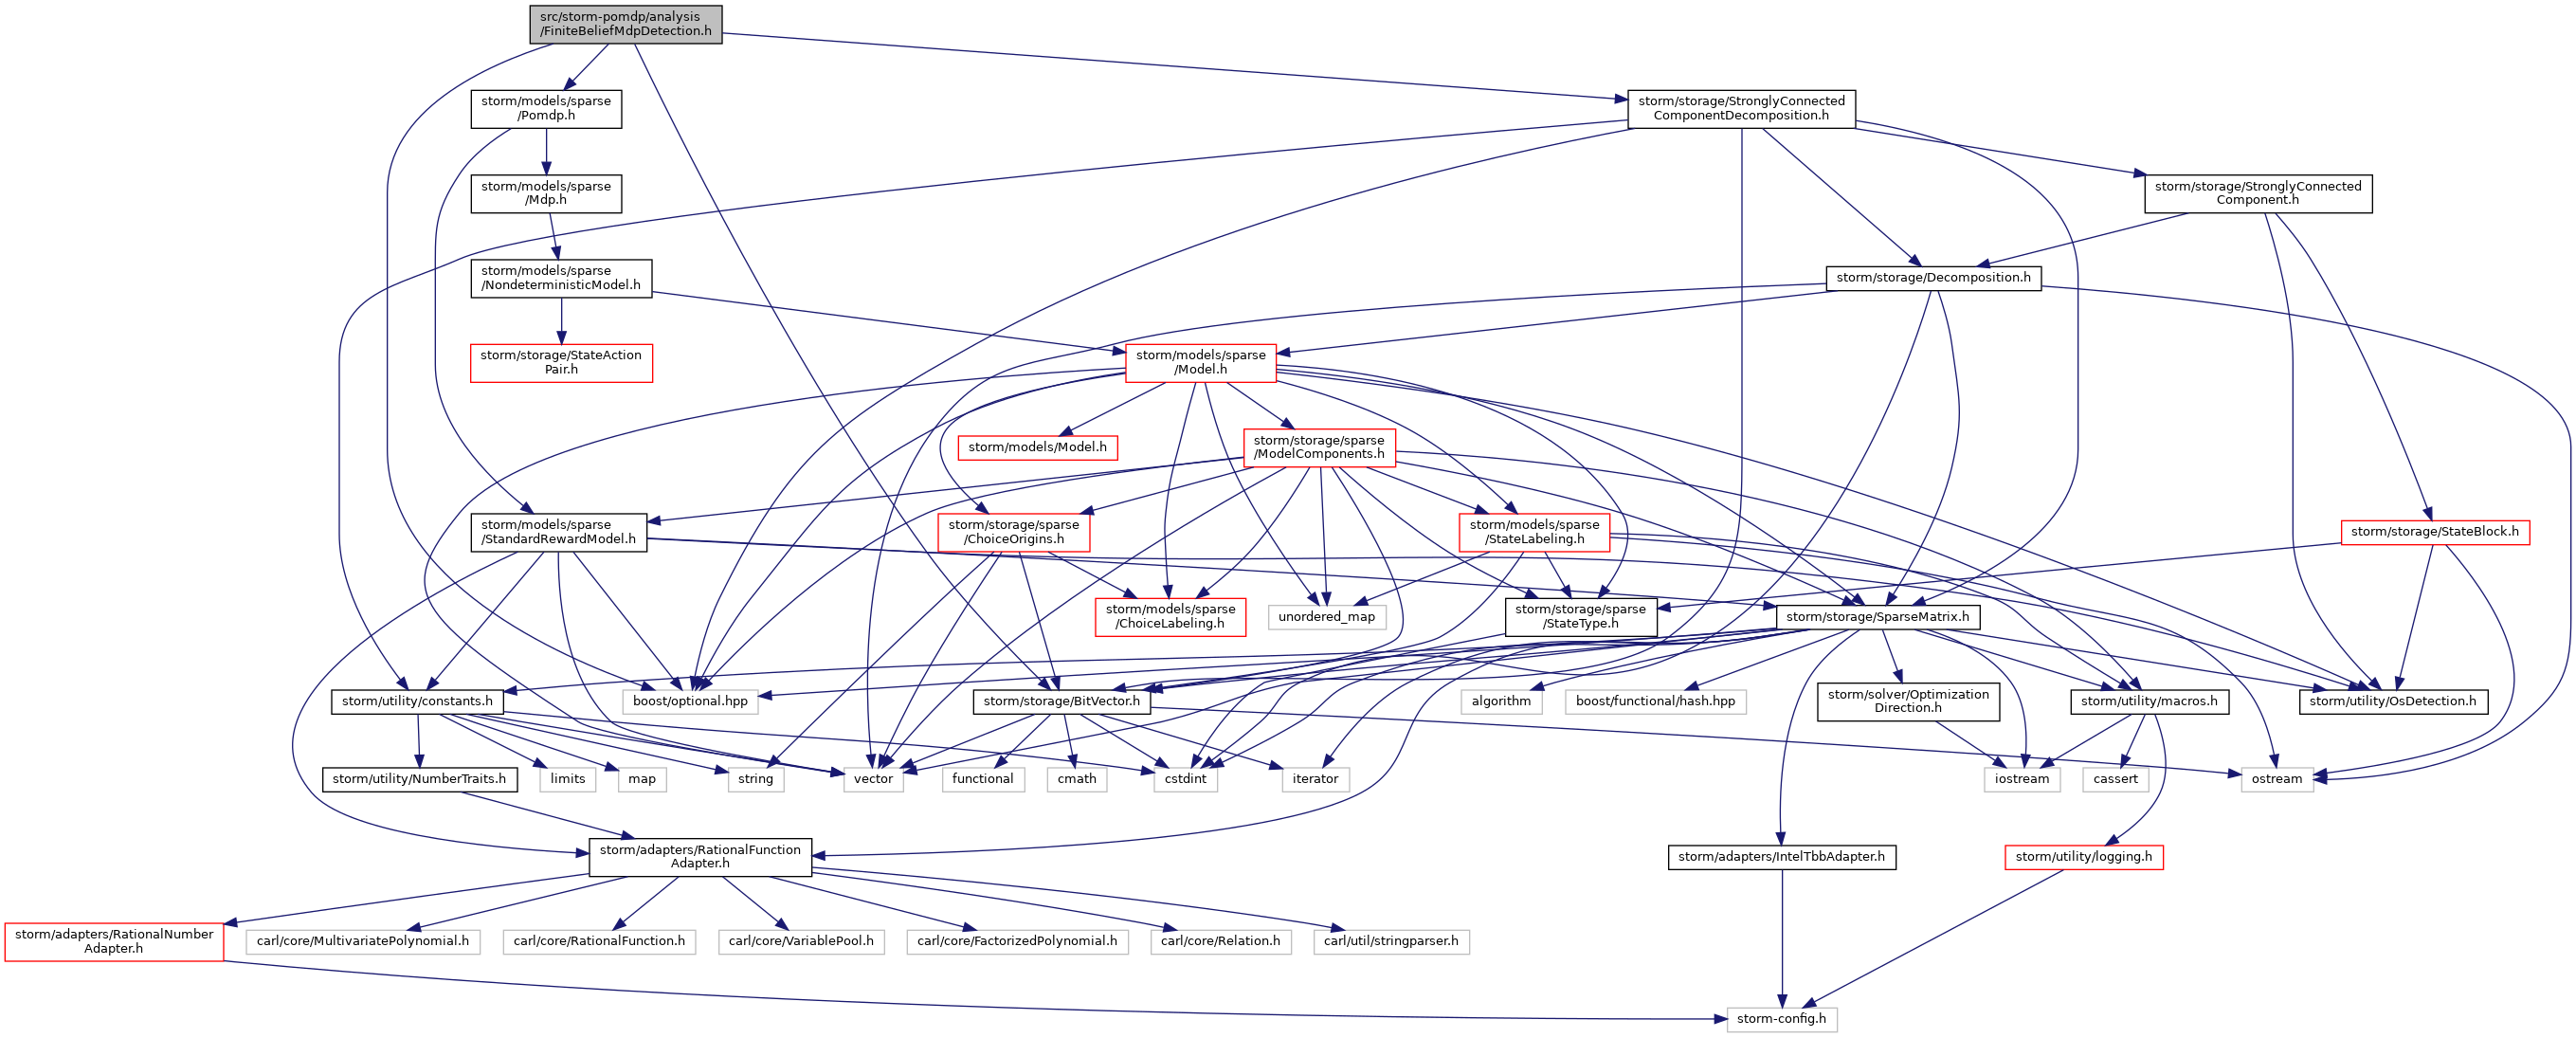 src/storm-pomdp/analysis
/FiniteBeliefMdpDetection.h
storm/models/sparse
/Pomdp.h
storm/storage/StronglyConnected
ComponentDecomposition.h
storm/models/sparse
/Mdp.h
storm/storage/StronglyConnected
Component.h
storm/models/sparse
/NondeterministicModel.h
storm/storage/Decomposition.h
storm/storage/StateAction
Pair.h
storm/models/sparse
/Model.h
storm/models/Model.h
storm/storage/sparse
/ModelComponents.h
storm/models/sparse
/StandardRewardModel.h
storm/storage/sparse
/ChoiceOrigins.h
storm/models/sparse
/StateLabeling.h
storm/storage/StateBlock.h
storm/models/sparse
/ChoiceLabeling.h
unordered_map
storm/storage/sparse
/StateType.h
storm/storage/SparseMatrix.h
storm/utility/constants.h
boost/optional.hpp
storm/storage/BitVector.h
algorithm
boost/functional/hash.hpp
storm/solver/Optimization
Direction.h
storm/utility/macros.h
storm/utility/OsDetection.h
storm/utility/NumberTraits.h
limits
map
string
vector
functional
cmath
cstdint
iterator
iostream
cassert
ostream
storm/adapters/RationalFunction
Adapter.h
storm/adapters/IntelTbbAdapter.h
storm/utility/logging.h
storm/adapters/RationalNumber
Adapter.h
carl/core/MultivariatePolynomial.h
carl/core/RationalFunction.h
carl/core/VariablePool.h
carl/core/FactorizedPolynomial.h
carl/core/Relation.h
carl/util/stringparser.h
storm-config.h